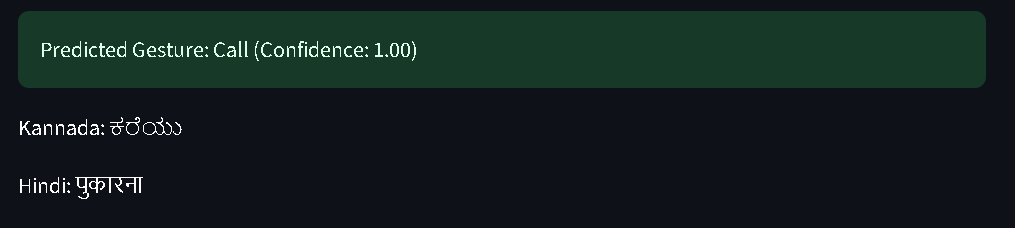 Predicted Gesture: Call (Confidence: 1.00)
Kannada: ಕರೆಯು
Hindi: पुकारना